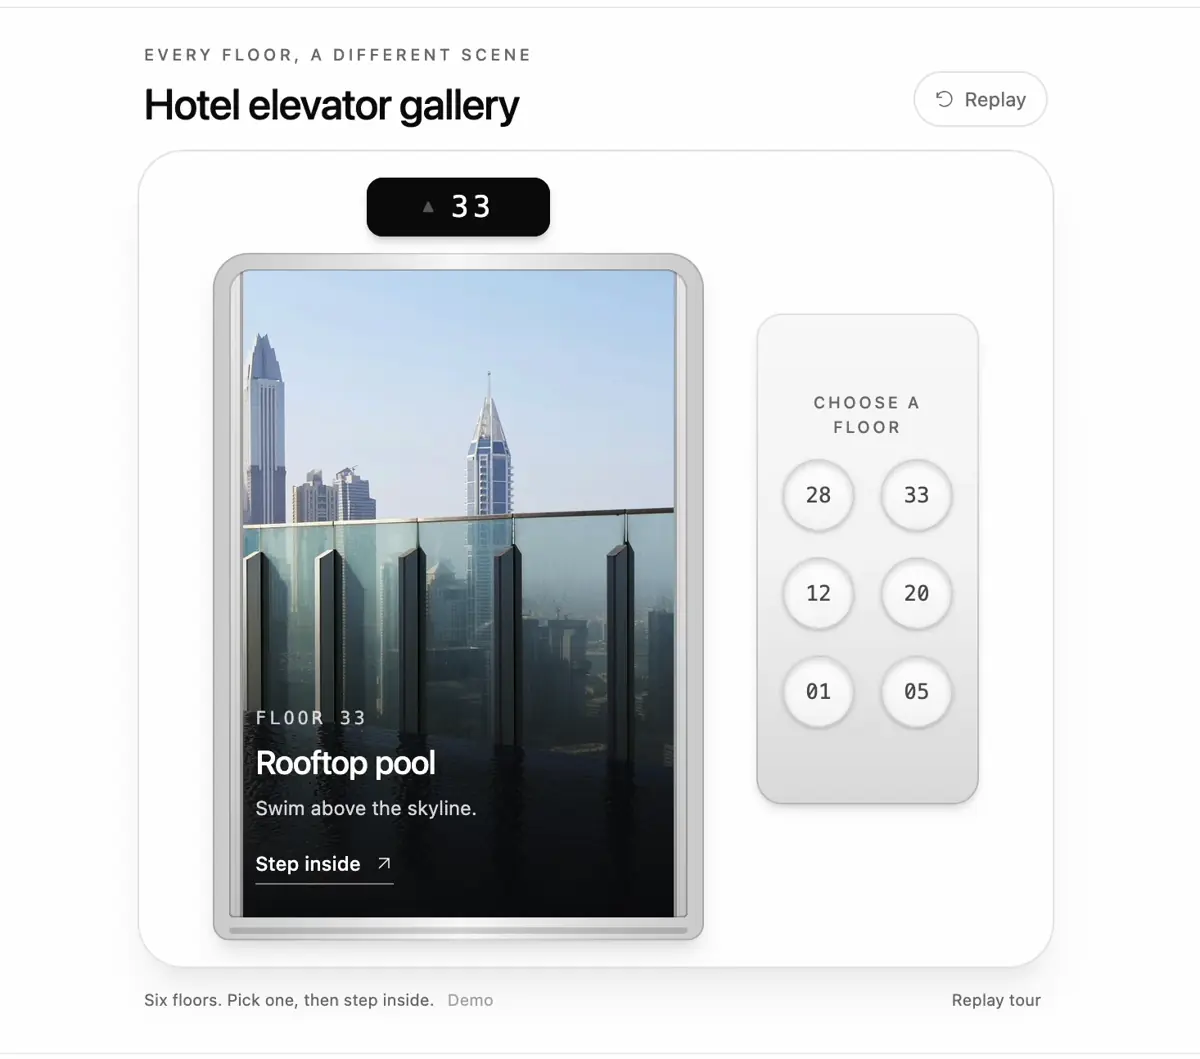 EVERY FLOOR, A DIFFERENT SCENE
Hotel elevator gallery
Replay
▲ 33
FLOOR 33
Rooftop pool
Swim above the skyline.
Step inside
CHOOSE A
FLOOR
28 33
12 20
01 05
Six floors. Pick one, then step inside. Demo
Replay tour